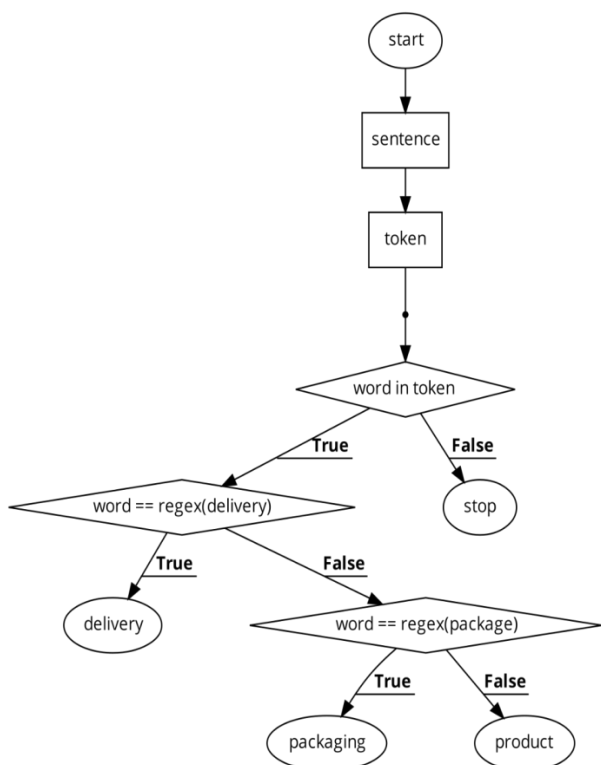 start
sentence
token
word in token
True
False
word == regex(delivery)
stop
True
False
delivery
word == regex(package)
True
False
packaging
product